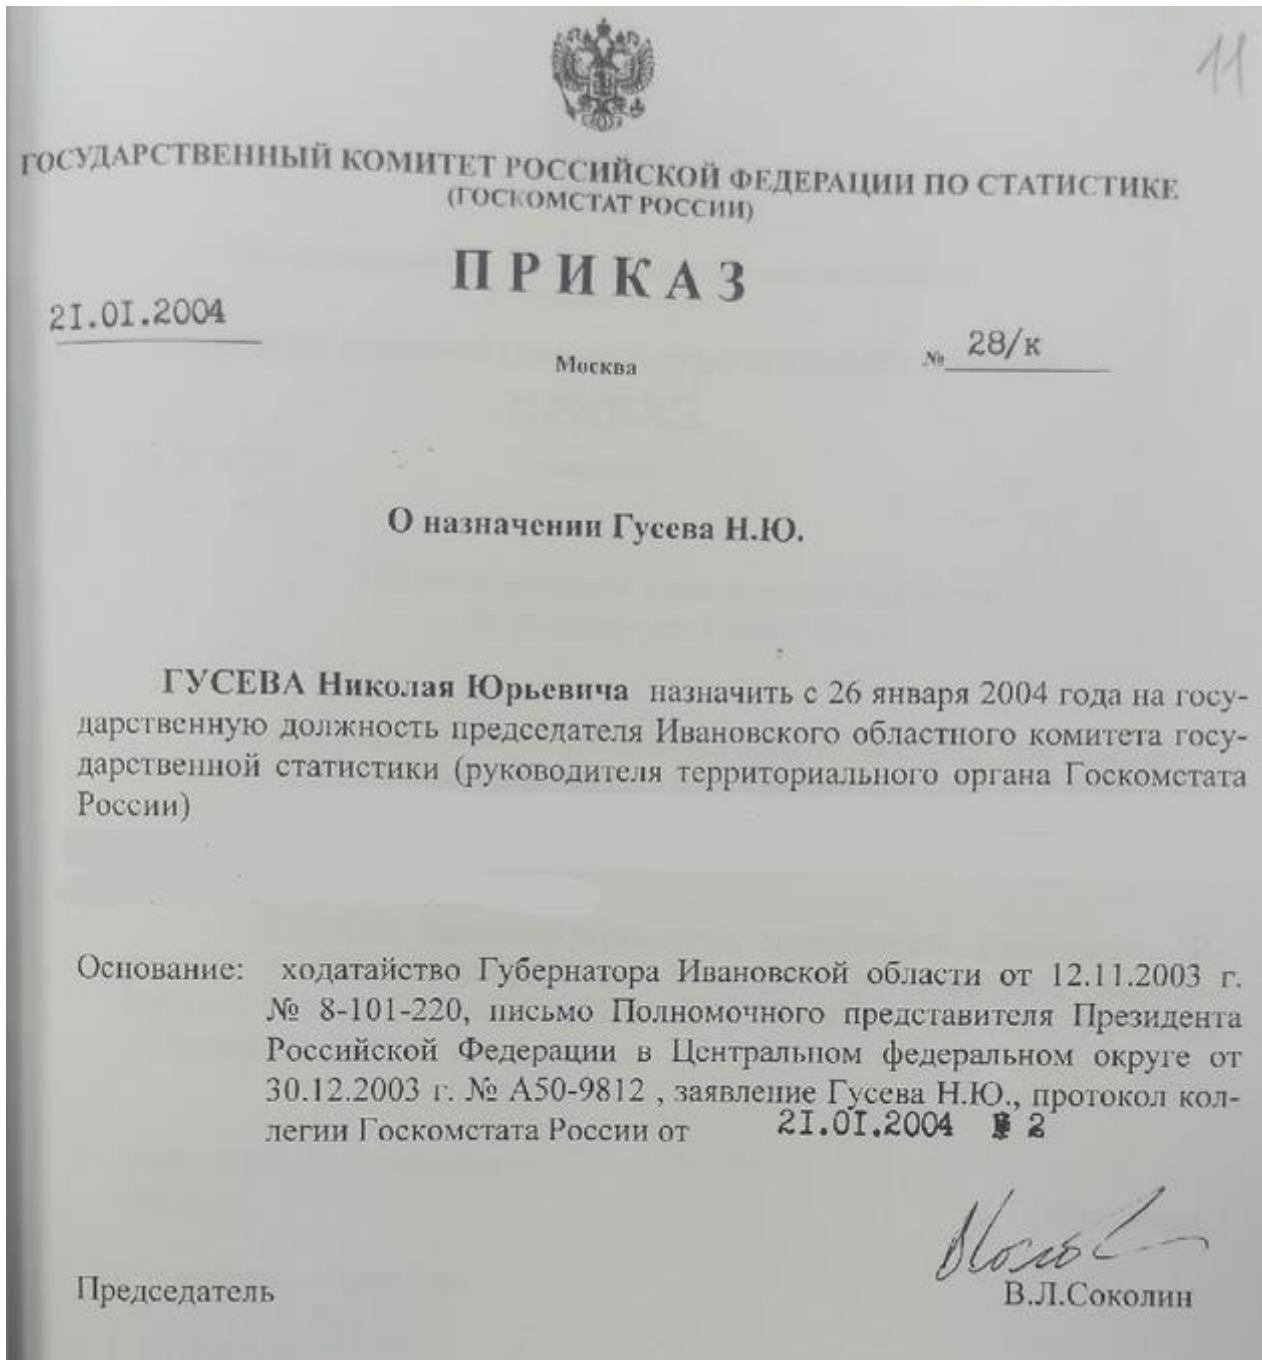 11
ГОСУДАРСТВЕННЫЙ КОМИТЕТ РОССИЙСКОЙ ФЕДЕРАЦИИ ПО СТАТИСТИКЕ
(ГОСКОМСТАТ РОССИИ)
ПРИКАЗ
2I.0I.2004
№ 28/к
Москва
О назначении Гусева Н.Ю.
ГУСЕВА Николая Юрьевича назначить с 26 января 2004 года на госу-
дарственную должность председателя Ивановского областного комитета госу-
дарственной статистики (руководителя территориального органа Госкомстата
России)
Основание: ходатайство Губернатора Ивановской области от 12.11.2003 г.
№ 8-101-220, письмо Полномочного представителя Президента
Российской Федерации в Центральном федеральном округе от
30.12.2003 г. № А50-9812 , заявление Гусева Н.Ю., протокол кол-
легии Госкомстата России от 2I.0I.2004 № 2
Председатель В.Л.Соколин